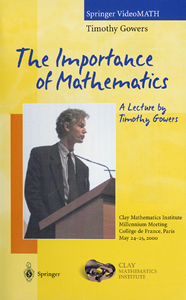 Springer VideoMATH
Timothy Gowers
The Importance of
Mathematics
A Lecture by
Timothy Gowers
Clay Mathematics Institute
Millennium Meeting
Collège de France, Paris
May 24–25, 2000
Springer
CLAY
MATHEMATICS
INSTITUTE